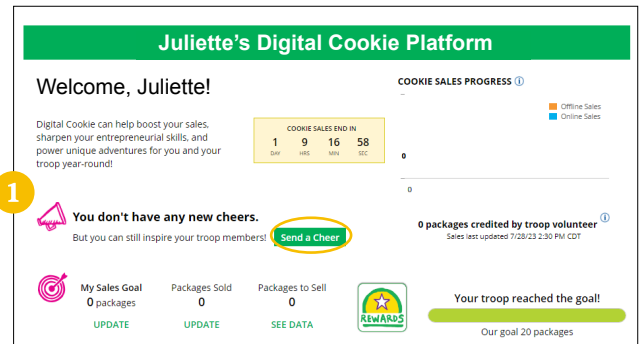 Juliette's Digital Cookie Platform
Welcome, Juliette!
Digital Cookie can help boost your sales,
sharpen your entrepreneurial skills, and
power unique adventures for you and your
troop year-round!
COOKIE SALES END IN
1 9 16 58
DAY HRS MIN SEC
COOKIE SALES PROGRESS i
Offline Sales
Online Sales
0
0
1
You don't have any new cheers.
But you can still inspire your troop members! Send a Cheer
0 packages credited by troop volunteer i
Sales last updated 7/28/23 2:30 PM CDT
My Sales Goal
0 packages
UPDATE
Packages Sold
0
UPDATE
Packages to Sell
0
SEE DATA
REWARDS
Your troop reached the goal!
Our goal 20 packages